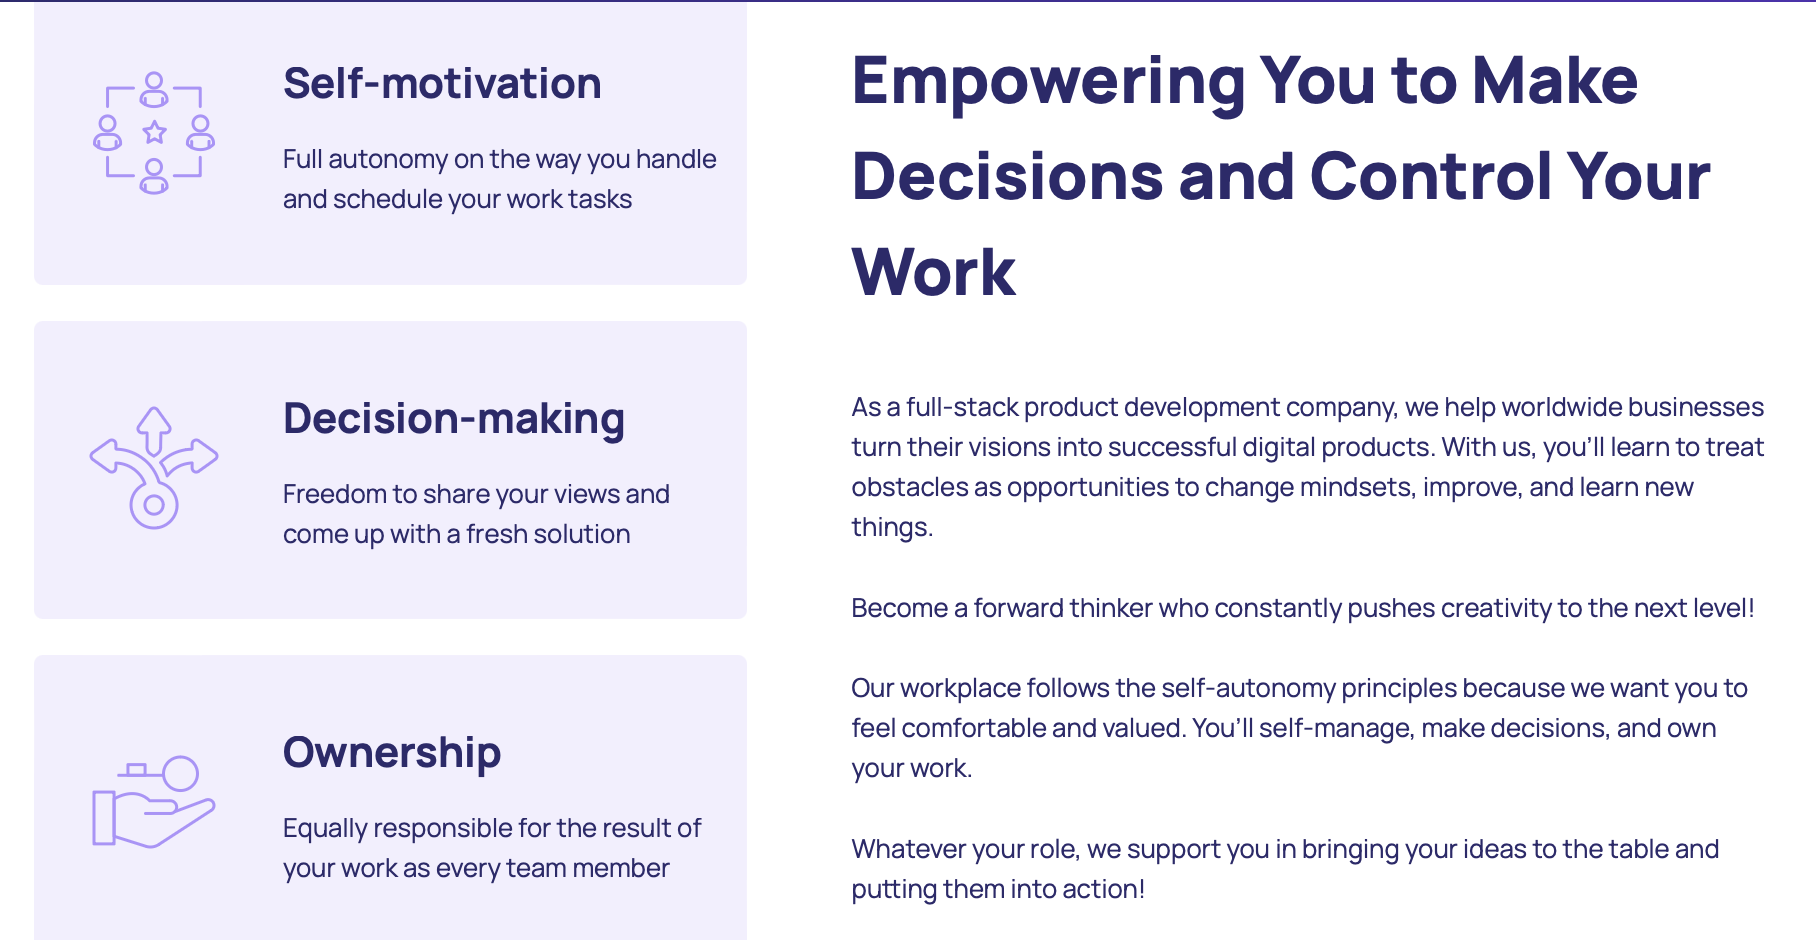 Self-motivation
Full autonomy on the way you handle
and schedule your work tasks
Decision-making
Freedom to share your views and
come up with a fresh solution
Ownership
Equally responsible for the result of
your work as every team member
Empowering You to Make
Decisions and Control Your
Work
As a full-stack product development company, we help worldwide businesses
turn their visions into successful digital products. With us, you’ll learn to treat
obstacles as opportunities to change mindsets, improve, and learn new
things.
Become a forward thinker who constantly pushes creativity to the next level!
Our workplace follows the self-autonomy principles because we want you to
feel comfortable and valued. You’ll self-manage, make decisions, and own
your work.
Whatever your role, we support you in bringing your ideas to the table and
putting them into action!